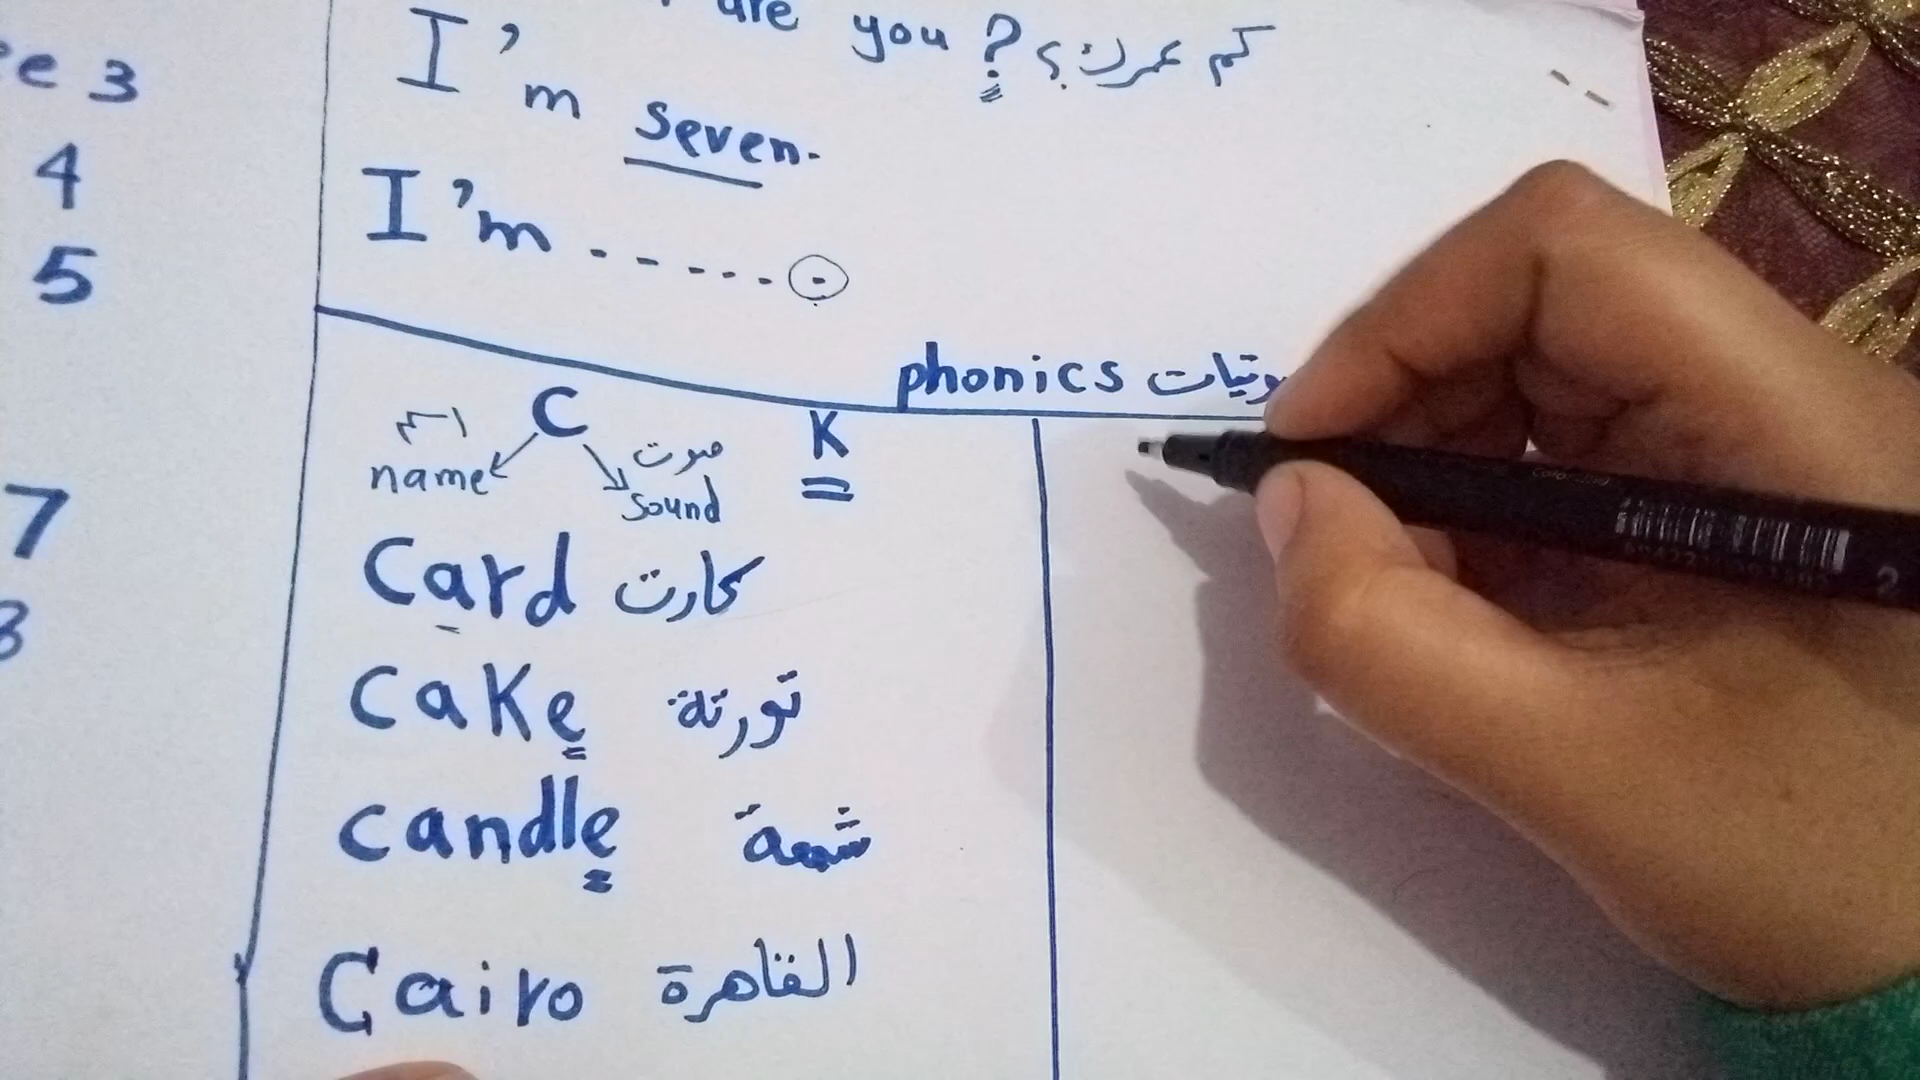 are you ? كم عمرك؟
I'm seven.
I'm ......
e 3
4
5
7
8
phonics
C K
اسم صوت
name sound
Card كارت
cake تورتة
candle شمعة
Cairo القاهرة